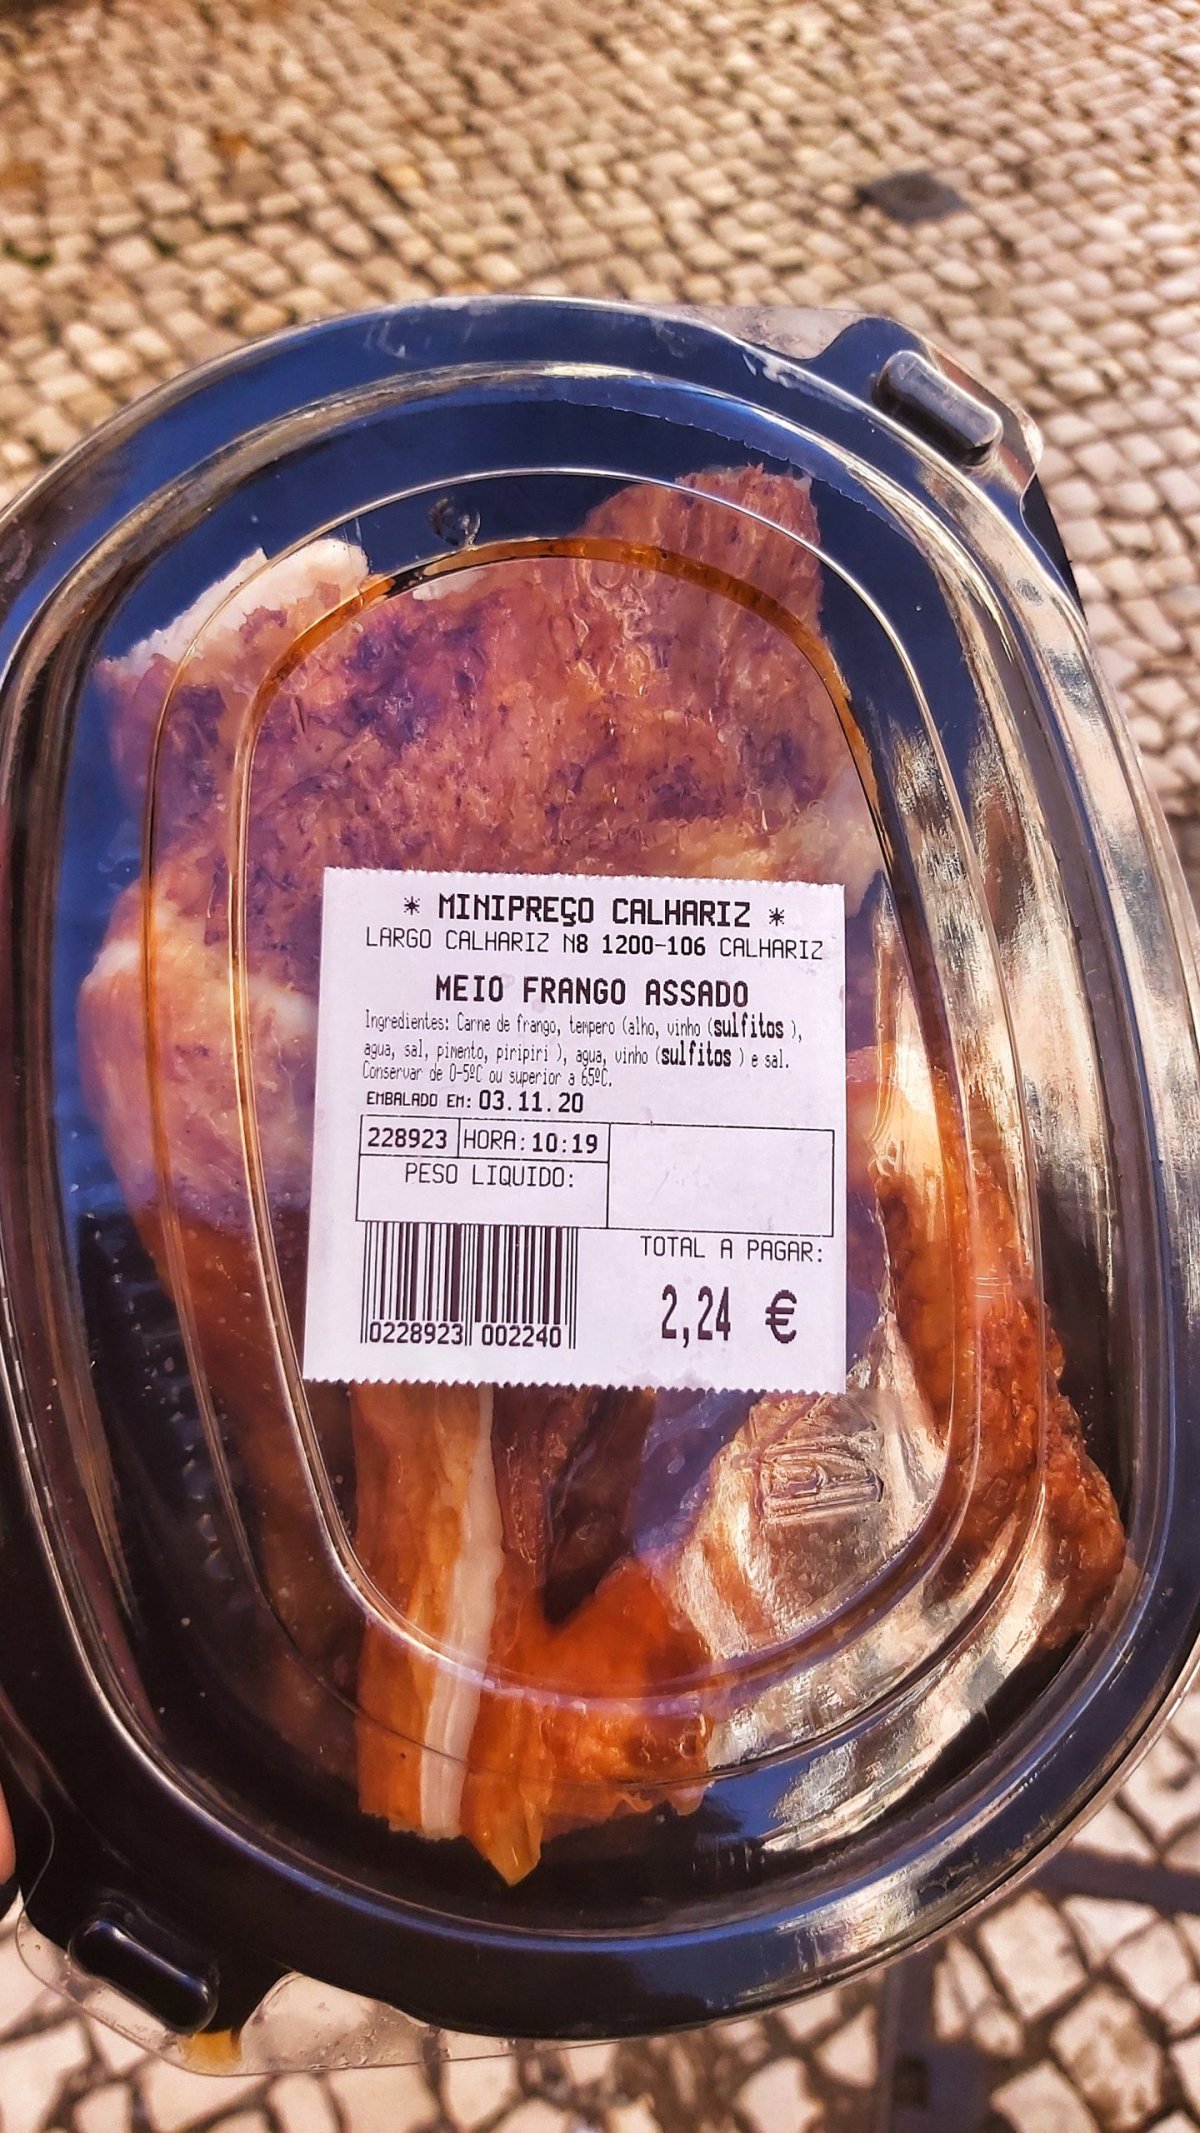 * MINIPREÇO CALHARIZ *
LARGO CALHARIZ N8 1200-106 CALHARIZ
MEIO FRANGO ASSADO
Ingredientes: Carne de frango, tempero (alho, vinho (sulfitos ),
agua, sal, pimento, piripiri ), agua, vinho (sulfitos ) e sal.
Conservar de 0-5ºC ou superior a 65ºC.
EMBALADO EM: 03.11.20
228923 HORA: 10:19
PESO LIQUIDO:
TOTAL A PAGAR:
2,24 €
0228923 002240